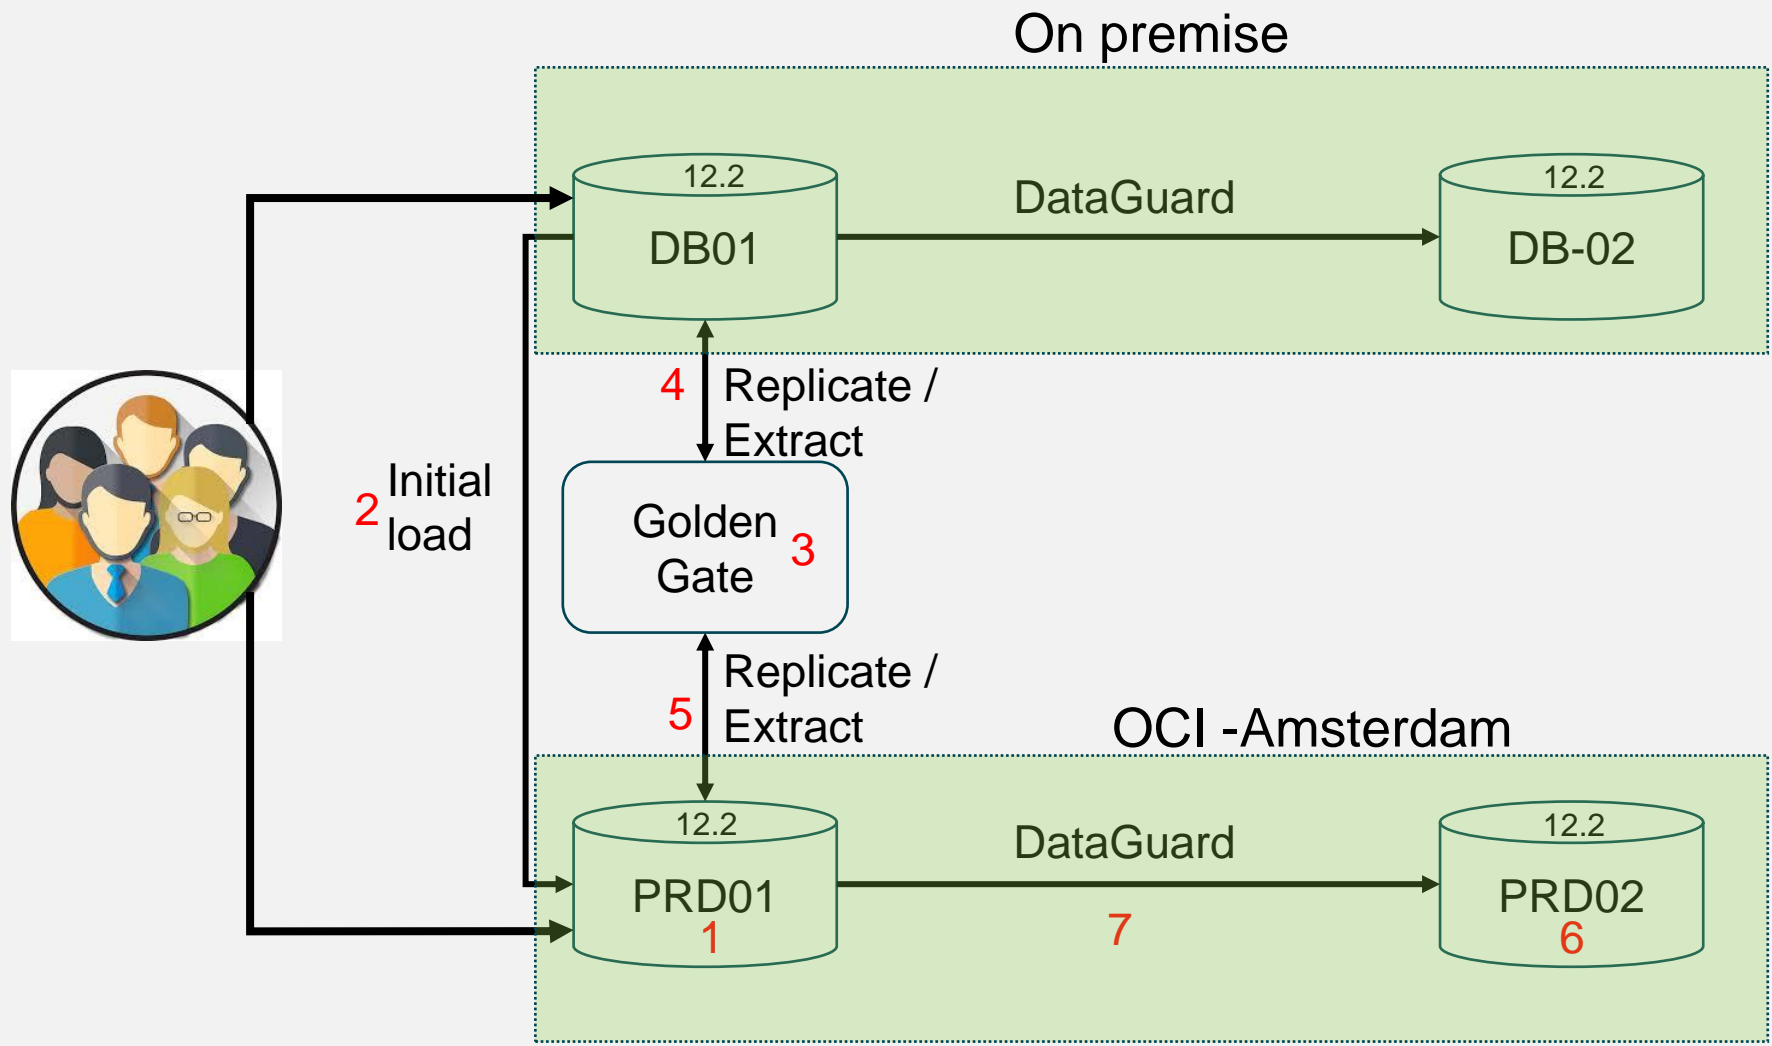 On premise
12.2
DB01
DataGuard
12.2
DB-02
4
Replicate /
Extract
2
Initial
load
Golden
Gate
3
5
Replicate /
Extract
OCI -Amsterdam
12.2
PRD01
1
DataGuard
7
12.2
PRD02
6